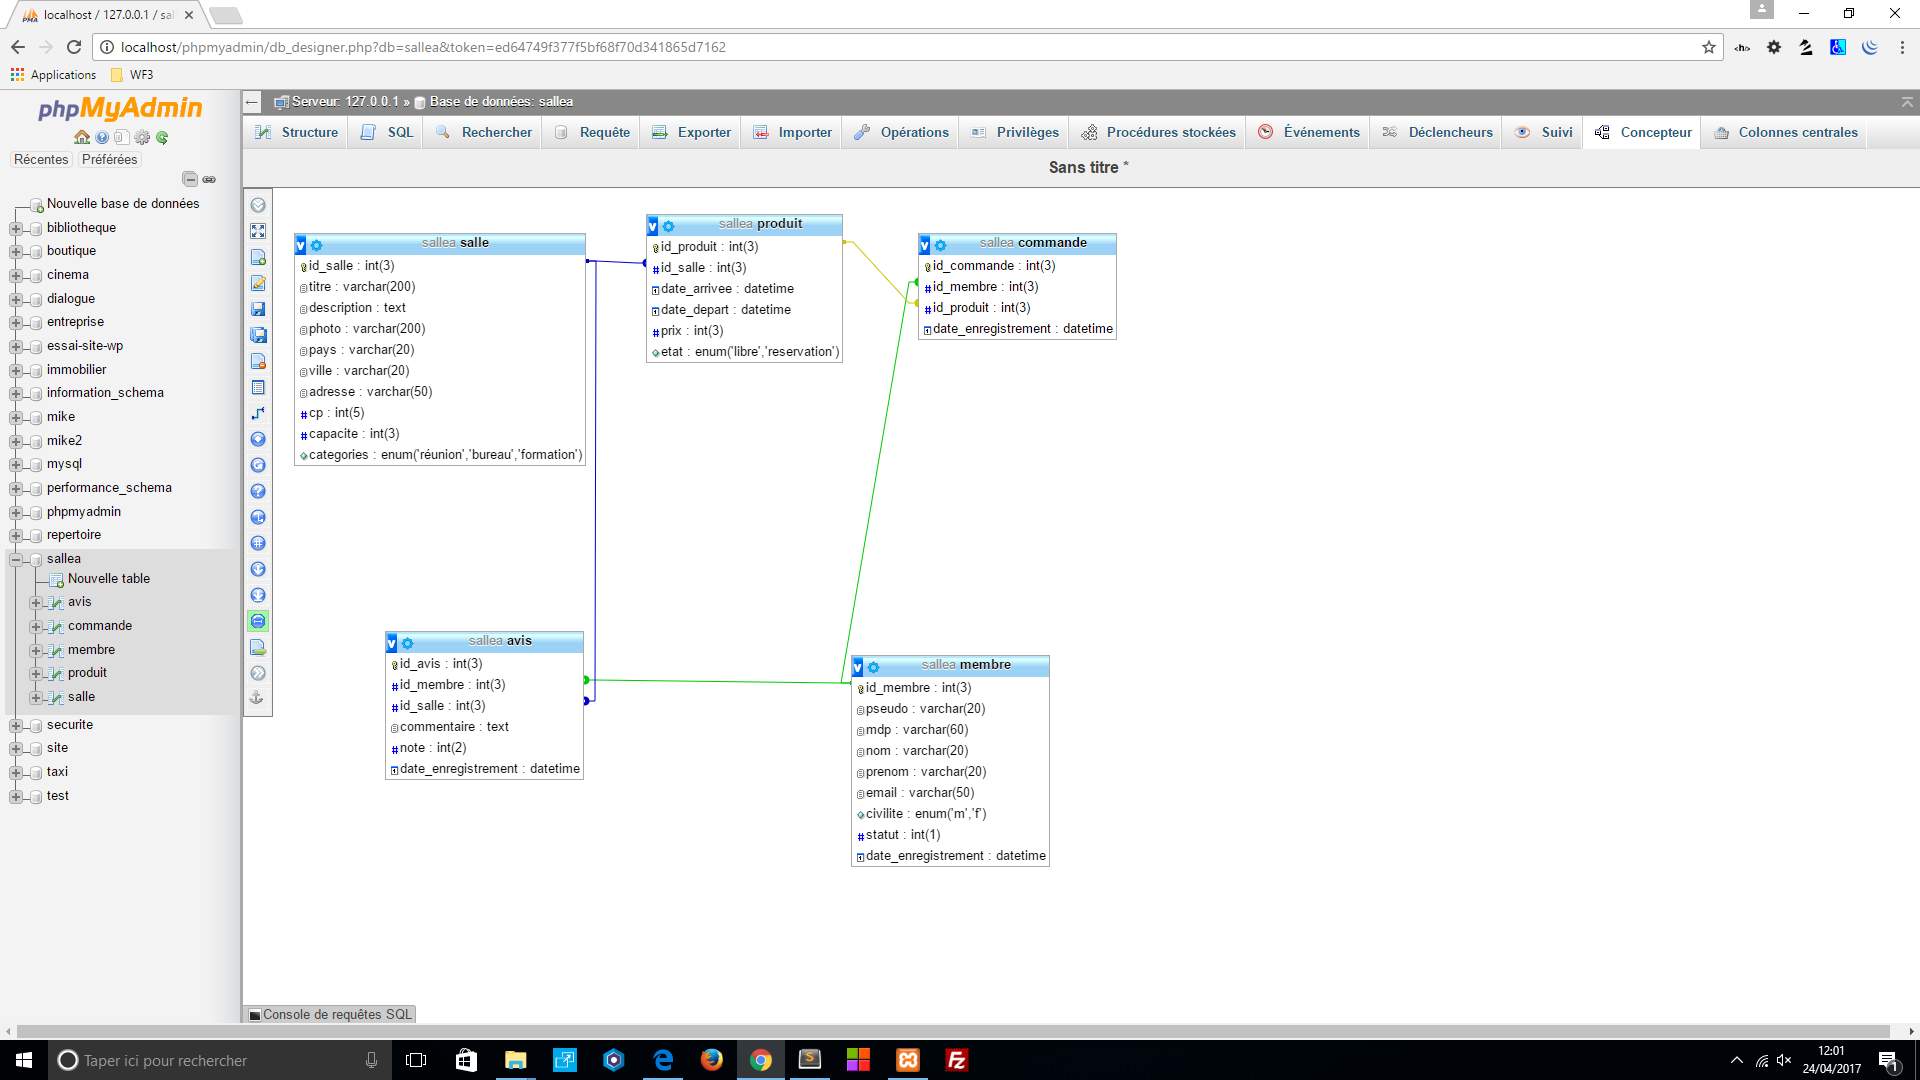 localhost / 127.0.0.1 / sal
localhost/phpmyadmin/db_designer.php?db=sallea&token=ed64749f377f5bf68f70d341865d7162
Applications
WF3
phpMyAdmin
Récentes
Préférées
Nouvelle base de données
bibliotheque
boutique
cinema
dialogue
entreprise
essai-site-wp
immobilier
information_schema
mike
mike2
mysql
performance_schema
phpmyadmin
repertoire
sallea
Nouvelle table
avis
commande
membre
produit
salle
securite
site
taxi
test
Serveur: 127.0.0.1 » Base de données: sallea
Structure
SQL
Rechercher
Requête
Exporter
Importer
Opérations
Privilèges
Procédures stockées
Événements
Déclencheurs
Suivi
Concepteur
Colonnes centrales
Sans titre *
sallea salle
id_salle : int(3)
titre : varchar(200)
description : text
photo : varchar(200)
pays : varchar(20)
ville : varchar(20)
adresse : varchar(50)
cp : int(5)
capacite : int(3)
categories : enum('réunion','bureau','formation')
sallea produit
id_produit : int(3)
id_salle : int(3)
date_arrivee : datetime
date_depart : datetime
prix : int(3)
etat : enum('libre','reservation')
sallea commande
id_commande : int(3)
id_membre : int(3)
id_produit : int(3)
date_enregistrement : datetime
sallea avis
id_avis : int(3)
id_membre : int(3)
id_salle : int(3)
commentaire : text
note : int(2)
date_enregistrement : datetime
sallea membre
id_membre : int(3)
pseudo : varchar(20)
mdp : varchar(60)
nom : varchar(20)
prenom : varchar(20)
email : varchar(50)
civilite : enum('m','f')
statut : int(1)
date_enregistrement : datetime
Console de requêtes SQL
Taper ici pour rechercher
12:01
24/04/2017
1